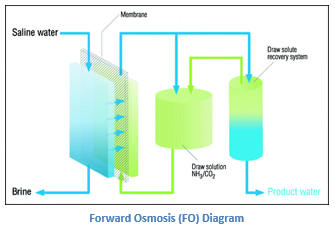 Membrane
Saline water
Draw solute
recovery system
Draw solution
NH₃/CO₂
Brine
Product water
Forward Osmosis (FO) Diagram